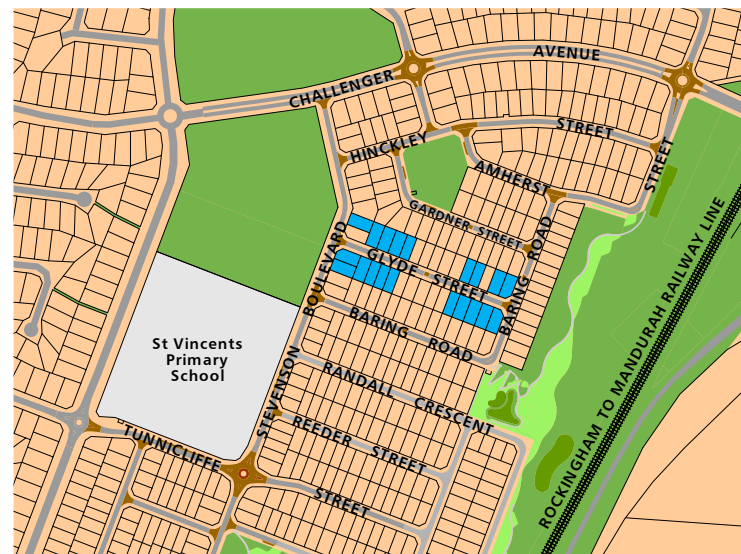 AVENUE
CHALLENGER
STREET
HINCKLEY
STREET
AMHERST
GARDNER STREET
BOULEVARD
GLYDE STREET
BARING ROAD
ROCKINGHAM TO MANDURAH RAILWAY LINE
St Vincents
Primary
School
BARING ROAD
STEVENSON
RANDALL CRESCENT
REEDER STREET
TUNNICLIFFE
STREET